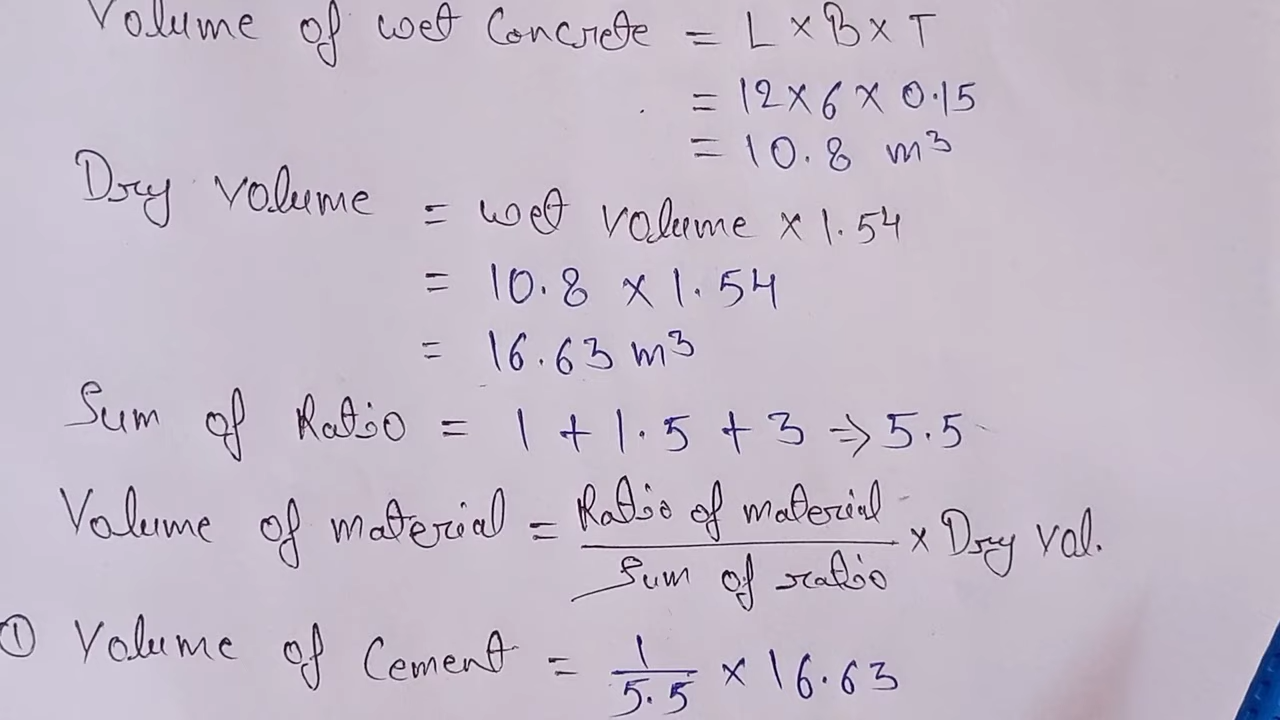 Volume of wet Concrete = L × B × T
= 12 × 6 × 0.15
= 10.8 m³
Dry volume = wet volume × 1.54
= 10.8 × 1.54
= 16.63 m³
Sum of Ratio = 1 + 1.5 + 3 ⇒ 5.5
Volume of material = Ratio of material / Sum of ratio × Dry vol.
① Volume of Cement = 1/5.5 × 16.63